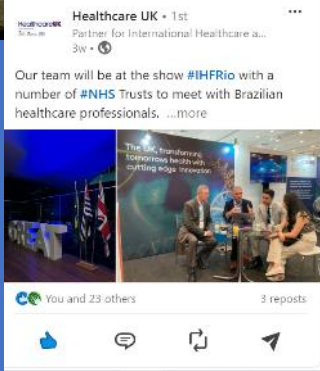 HealthcareUK
Healthcare UK • 1st
Partner for International Healthcare a...
3w •
Our team will be at the show #IHFRio with a
number of #NHS Trusts to meet with Brazilian
healthcare professionals. ...more
The UK, transforming
tomorrows health with
cutting edge innovation
You and 23 others
3 reposts